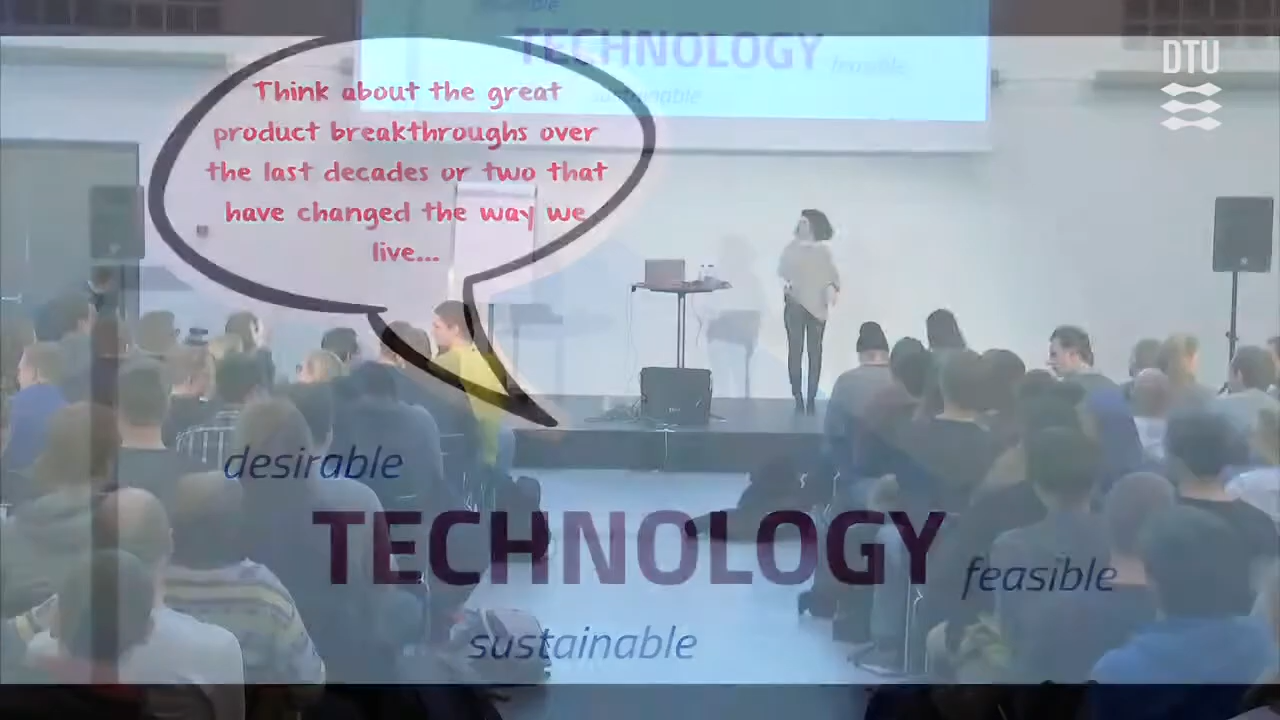 desirable
TECHNOLOGY
feasible
sustainable
DTU
Think about the great
product breakthroughs over
the last decades or two that
have changed the way we
live...
desirable
TECHNOLOGY
feasible
sustainable